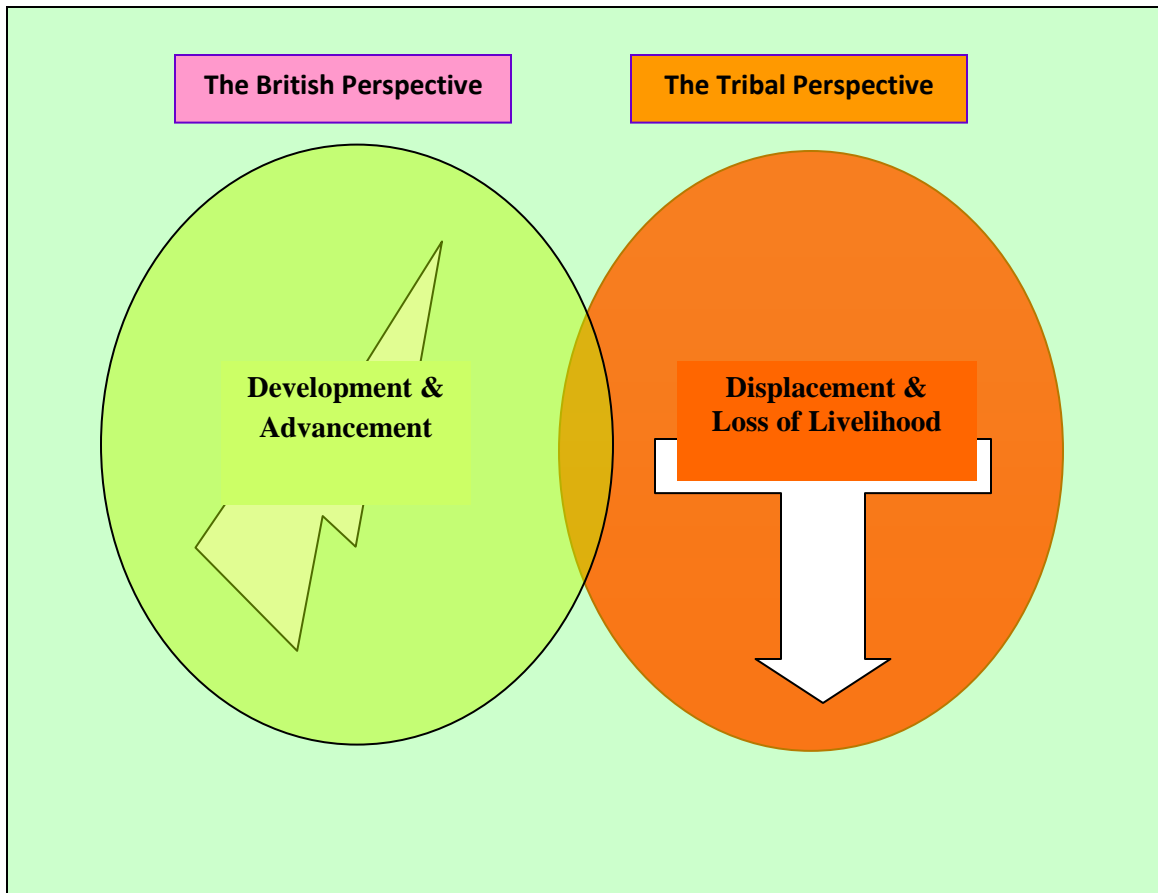 The British Perspective
The Tribal Perspective
Development &
Advancement
Displacement &
Loss of Livelihood